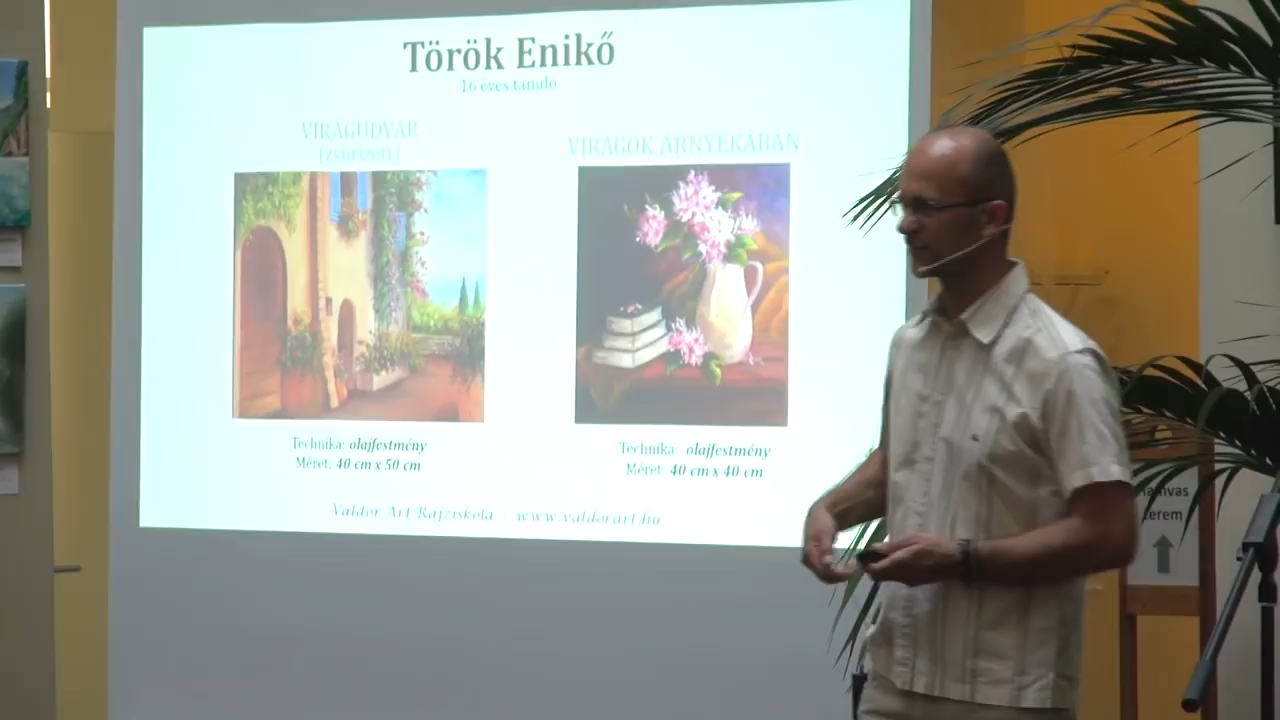 Török Enikő
16 éves tanuló
VIRÁGUDVAR
(zsűrizett)
Technika: olajfestmény
Méret: 40 cm x 50 cm
VIRÁGOK ÁRNYÉKÁBAN
Technika: olajfestmény
Méret: 40 cm x 40 cm
Valdor Art Rajziskola - www.valdorart.hu
terem